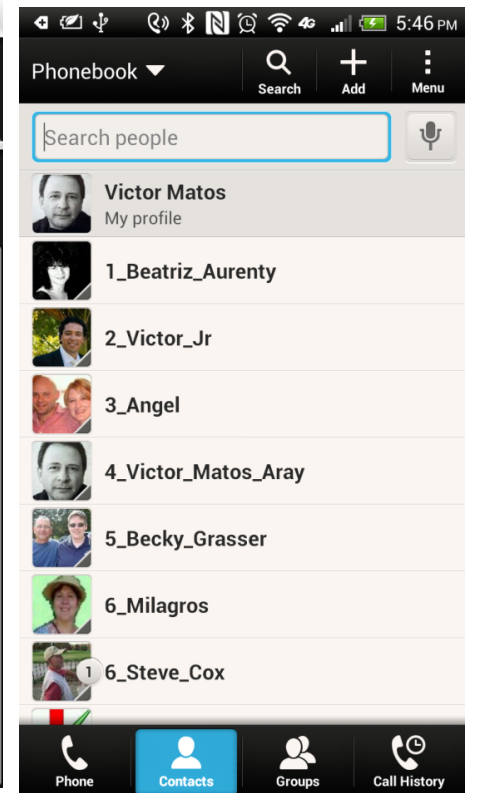 4G 5:46 PM
Phonebook Search Add Menu
Search people
Victor Matos
My profile
1_Beatriz_Aurenty
2_Victor_Jr
3_Angel
4_Victor_Matos_Aray
5_Becky_Grasser
6_Milagros
1 6_Steve_Cox
Phone Contacts Groups Call History